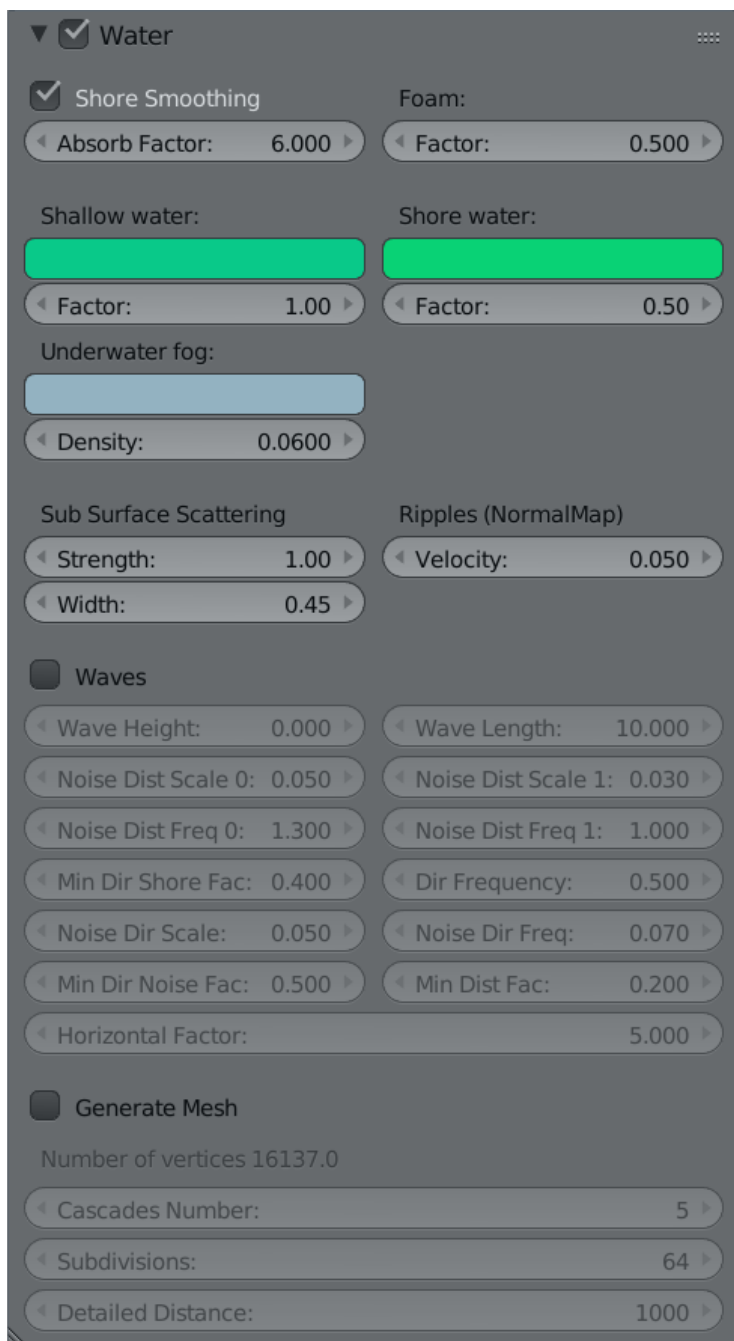 Water
Shore Smoothing Foam:
Absorb Factor: 6.000 Factor: 0.500
Shallow water: Shore water:
Factor: 1.00 Factor: 0.50
Underwater fog:
Density: 0.0600
Sub Surface Scattering Ripples (NormalMap)
Strength: 1.00 Velocity: 0.050
Width: 0.45
Waves
Wave Height: 0.000 Wave Length: 10.000
Noise Dist Scale 0: 0.050 Noise Dist Scale 1: 0.030
Noise Dist Freq 0: 1.300 Noise Dist Freq 1: 1.000
Min Dir Shore Fac: 0.400 Dir Frequency: 0.500
Noise Dir Scale: 0.050 Noise Dir Freq: 0.070
Min Dir Noise Fac: 0.500 Min Dist Fac: 0.200
Horizontal Factor: 5.000
Generate Mesh
Number of vertices 16137.0
Cascades Number: 5
Subdivisions: 64
Detailed Distance: 1000